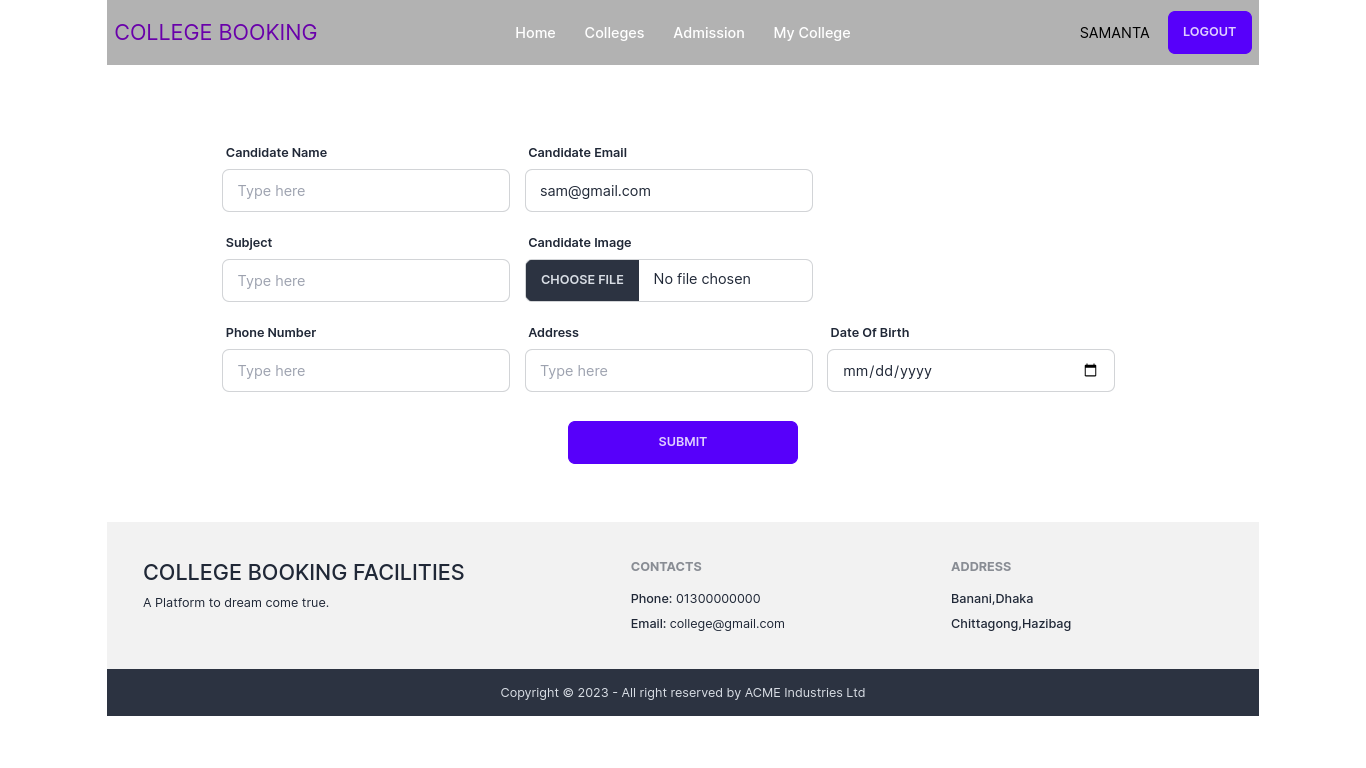 COLLEGE BOOKING
Home
Colleges
Admission
My College
SAMANTA
LOGOUT
Candidate Name
Candidate Email
Type here
sam@gmail.com
Subject
Candidate Image
Type here
CHOOSE FILE
No file chosen
Phone Number
Address
Date Of Birth
Type here
Type here
mm/dd/yyyy
SUBMIT
COLLEGE BOOKING FACILITIES
A Platform to dream come true.
CONTACTS
Phone: 01300000000
Email: college@gmail.com
ADDRESS
Banani,Dhaka
Chittagong,Hazibag
Copyright © 2023 - All right reserved by ACME Industries Ltd